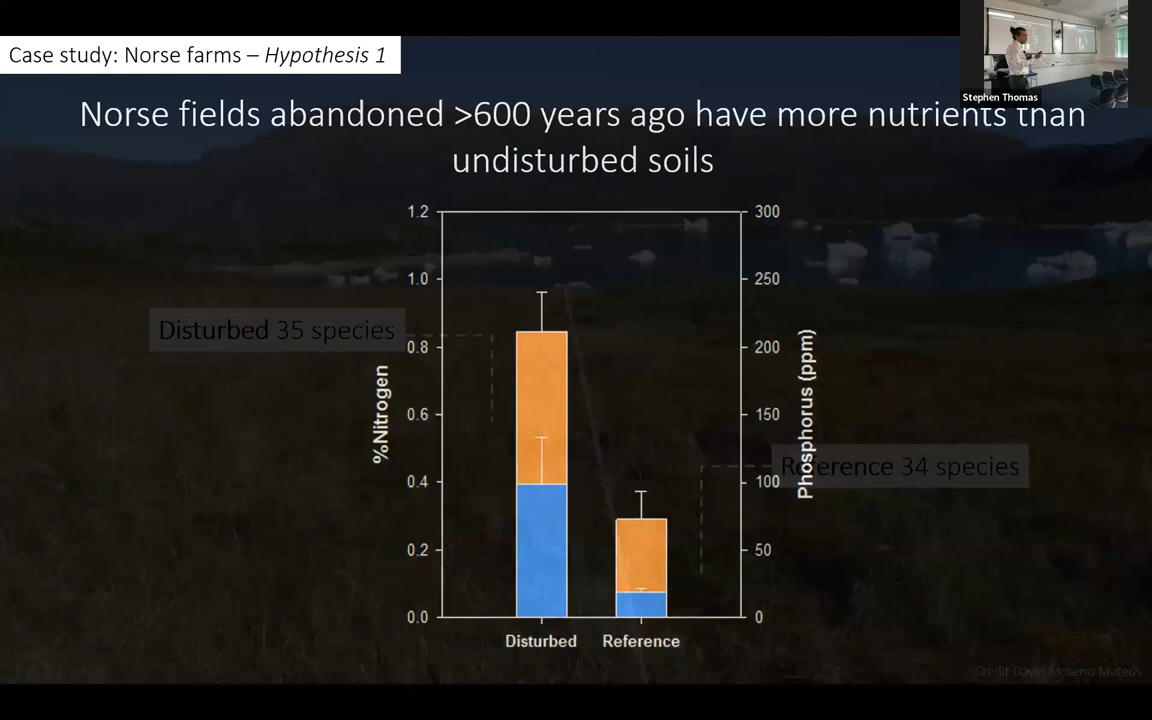 Case study: Norse farms – Hypothesis 1
Stephen Thomas
Norse fields abandoned >600 years ago have more nutrients than
undisturbed soils
1.2
1.0
0.8
0.6
0.4
0.2
0.0
%Nitrogen
300
250
200
150
100
50
0
Phosphorus (ppm)
Disturbed 35 species
Reference 34 species
Disturbed
Reference
Credit David Moreno Mateos